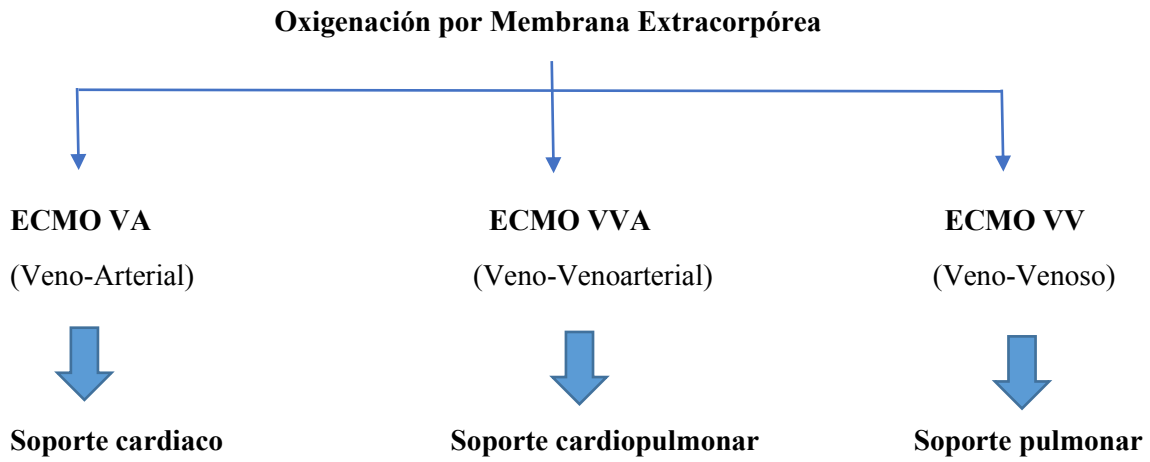 Oxigenación por Membrana Extracorpórea
ECMO VA
ECMO VVA
ECMO VV
(Veno-Arterial)
(Veno-Venoarterial)
(Veno-Venoso)
Soporte cardiaco
Soporte cardiopulmonar
Soporte pulmonar